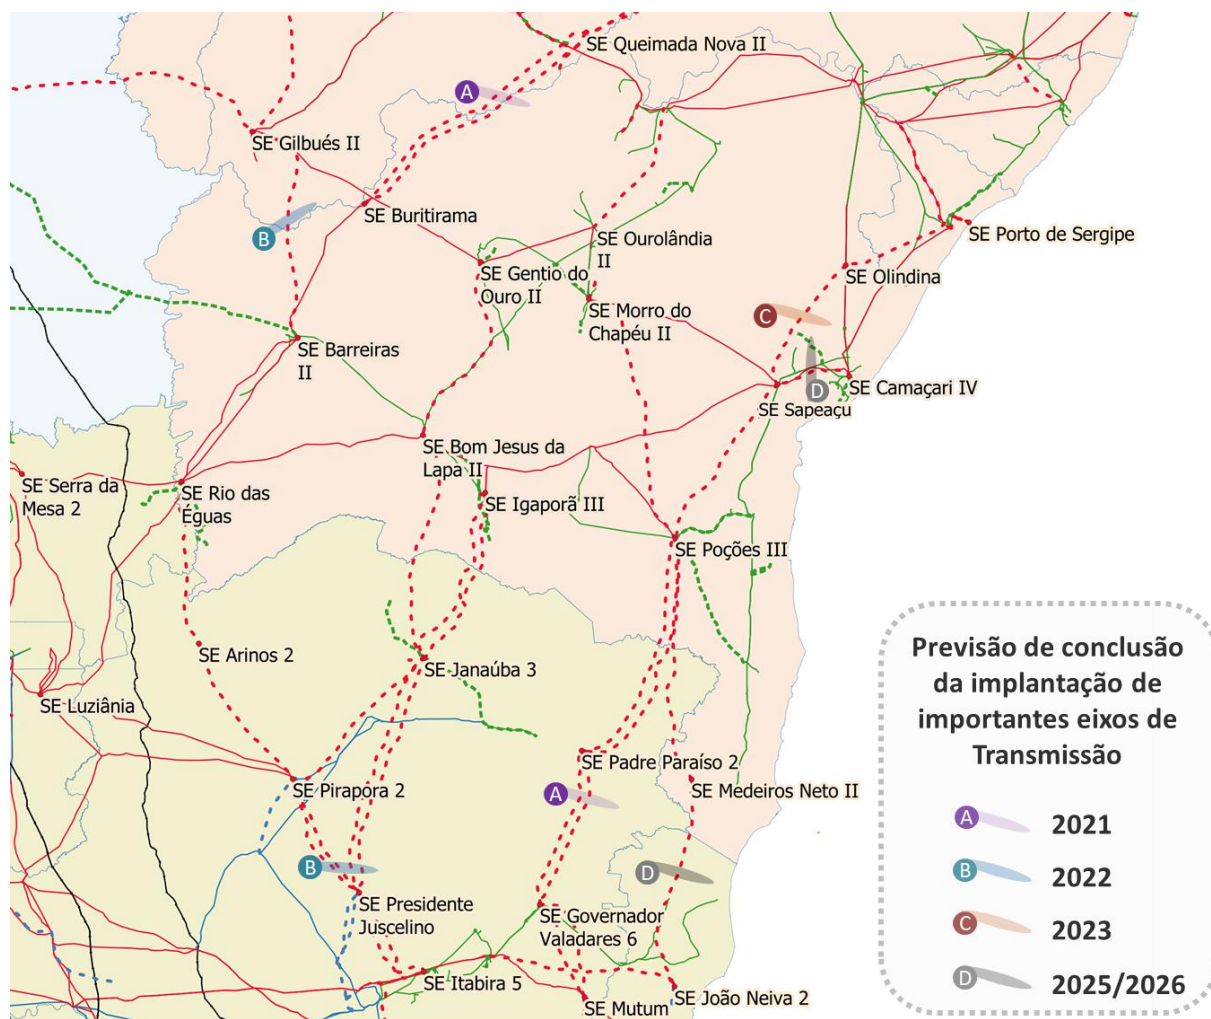 SE Queimada Nova II
A
SE Gilbués II
SE Buritirama
B
SE Ourolândia
II
SE Porto de Sergipe
SE Gentio do
Ouro II
SE Olindina
SE Morro do
Chapéu II
C
SE Barreiras
II
D
SE Camaçari IV
SE Sapeaçu
SE Bom Jesus da
Lapa II
SE Serra da
Mesa 2
SE Rio das
Éguas
SE Igaporã III
SE Poções III
SE Arinos 2
SE Janaúba 3
SE Luziânia
SE Padre Paraíso 2
SE Pirapora 2
SE Medeiros Neto II
A
B
D
SE Presidente
Juscelino
SE Governador
Valadares 6
SE Itabira 5
SE Mutum
SE João Neiva 2
Previsão de conclusão
da implantação de
importantes eixos de
Transmissão
A 2021
B 2022
C 2023
D 2025/2026